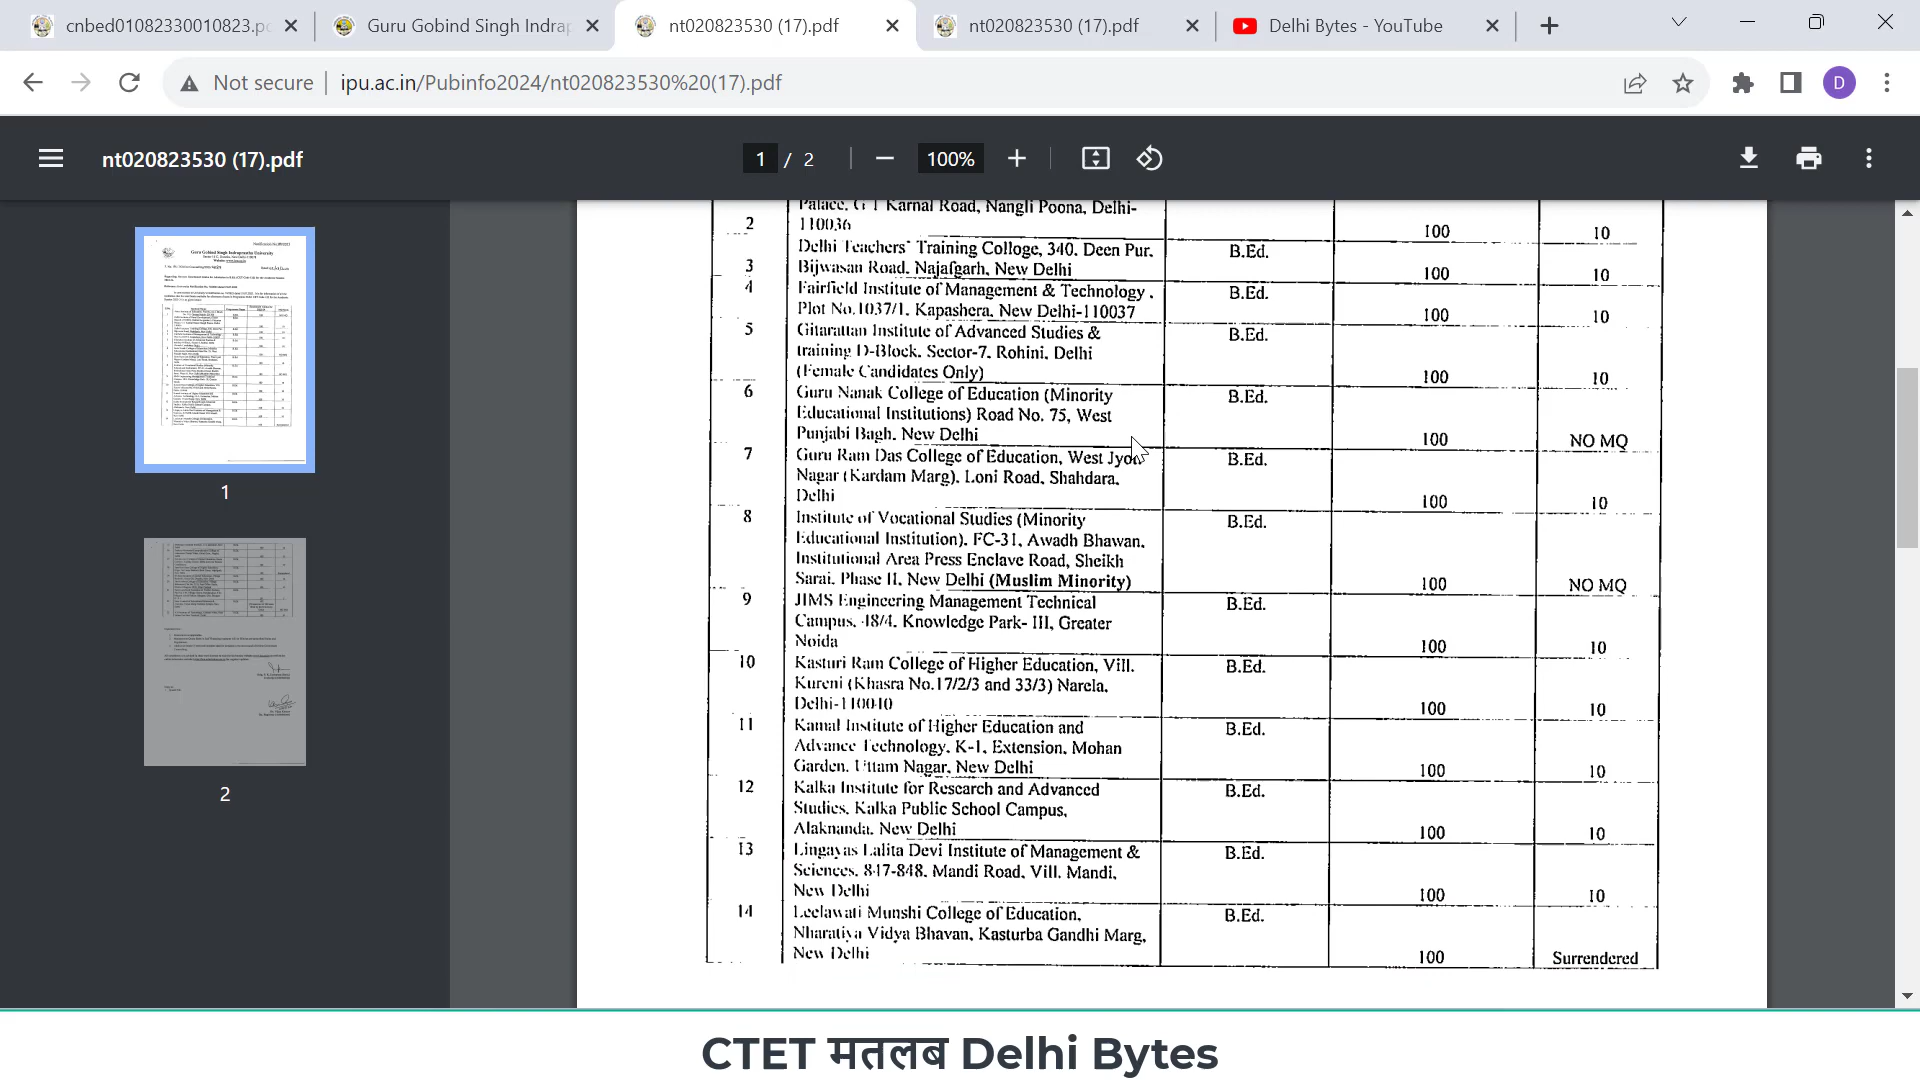 cnbed01082330010823.p
Guru Gobind Singh Indrap
nt020823530 (17).pdf
nt020823530 (17).pdf
Delhi Bytes - YouTube
Not secure
ipu.ac.in/Pubinfo2024/nt020823530%20(17).pdf
D
nt020823530 (17).pdf
1 / 2
100%
1
2
2 Palace, G T Karnal Road, Nangli Poona, Delhi-
110036 100 10
3 Delhi Teachers' Training Colloge, 340, Deen Pur, B.Ed.
Bijwasan Road, Najafgarh, New Delhi 100 10
4 Fairfield Institute of Management & Technology , B.Ed.
Plot No.1037/1, Kapashera, New Delhi-110037 100 10
5 Gitarattan Institute of Advanced Studies & B.Ed.
training D-Block, Sector-7, Rohini, Delhi
(Female Candidates Only) 100 10
6 Guru Nanak College of Education (Minority B.Ed.
Educational Institutions) Road No. 75, West
Punjabi Bagh, New Delhi 100 NO MQ
7 Guru Ram Das College of Education, West Jyoti B.Ed.
Nagar (Kardam Marg), Loni Road, Shahdara,
Delhi 100 10
8 Institute of Vocational Studies (Minority B.Ed.
Educational Institution), FC-31, Awadh Bhawan,
Institutional Area Press Enclave Road, Sheikh
Sarai, Phase II, New Delhi (Muslim Minority) 100 NO MQ
9 JIMS Engineering Management Technical B.Ed.
Campus, 48/4, Knowledge Park- III, Greater
Noida 100 10
10 Kasturi Ram College of Higher Education, Vill. B.Ed.
Kureni (Khasra No.17/2/3 and 33/3) Narela,
Delhi-110040 100 10
11 Kamal Institute of Higher Education and B.Ed.
Advance Technology, K-1, Extension, Mohan
Garden, Uttam Nagar, New Delhi 100 10
12 Kalka Institute for Research and Advanced B.Ed.
Studies, Kalka Public School Campus,
Alaknanda, New Delhi 100 10
13 Lingayas Lalita Devi Institute of Management & B.Ed.
Sciences, 847-848, Mandi Road, Vill. Mandi,
New Delhi 100 10
14 Leelawati Munshi College of Education, B.Ed.
Nharatiya Vidya Bhavan, Kasturba Gandhi Marg,
New Delhi 100 Surrendered
CTET मतलब Delhi Bytes